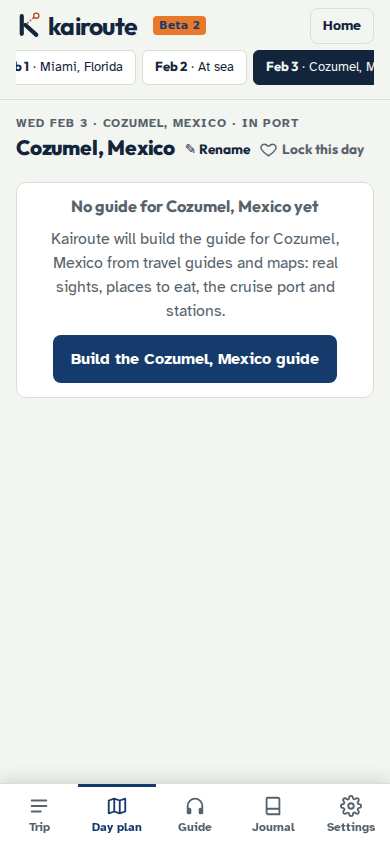 kairoute Beta 2 Home
b 1 · Miami, Florida Feb 2 · At sea Feb 3 · Cozumel, M
WED FEB 3 · COZUMEL, MEXICO · IN PORT
Cozumel, Mexico ✎ Rename Lock this day
No guide for Cozumel, Mexico yet
Kairoute will build the guide for Cozumel,
Mexico from travel guides and maps: real
sights, places to eat, the cruise port and
stations.
Build the Cozumel, Mexico guide
Trip Day plan Guide Journal Settings